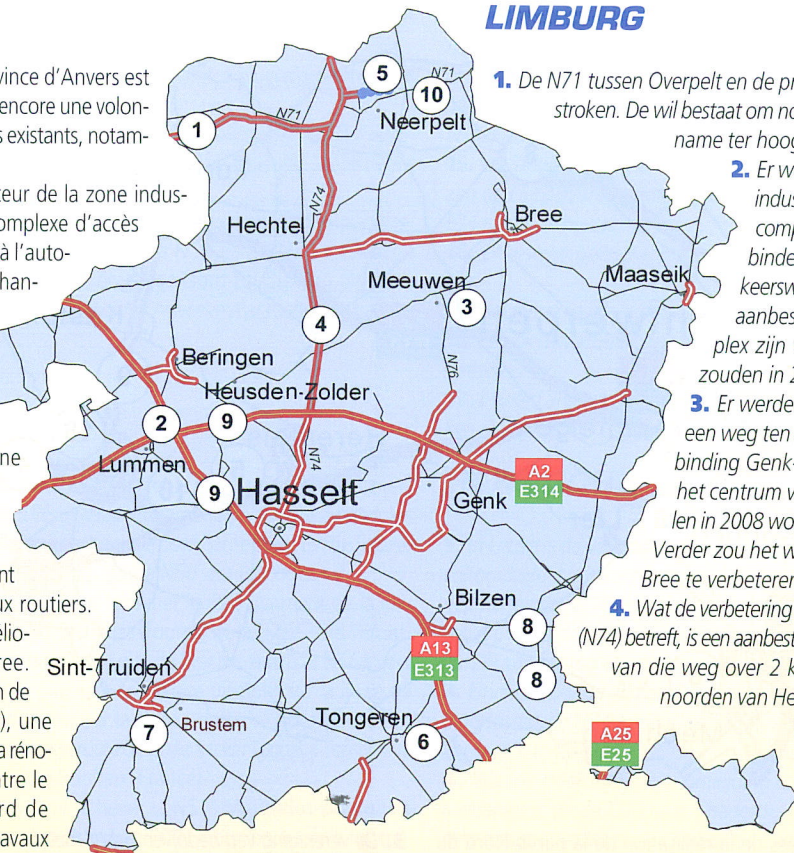 LIMBURG
vince d'Anvers est
encore une volon-
s existants, notam-
teur de la zone indus-
omplexe d'accès
à l'auto-
han-
ne
nt
ux routiers.
élio-
ree.
n de
), une
a réno-
ntre le
rd de
avaux
1. De N71 tussen Overpelt en de pr
stroken. De wil bestaat om no
name ter hoog
2. Er w
indus
comp
binde
keersw
aanbes
plex zijn
zouden in 2
3. Er werde
een weg ten
binding Genk-
het centrum v
len in 2008 wo
Verder zou het w
Bree te verbeteren
4. Wat de verbetering
(N74) betreft, is een aanbest
van die weg over 2 k
noorden van He
5
N71
10
1
N71
Neerpelt
N74
Hechtel
Bree
Meeuwen
Maaseik
3
4
Beringen
N76
Heusden-Zolder
2
9
Lummen
N74
A2
E314
9
Hasselt
Genk
Bilzen
8
A13
E313
Sint-Truiden
8
7
Brustem
Tongeren
6
A25
E25